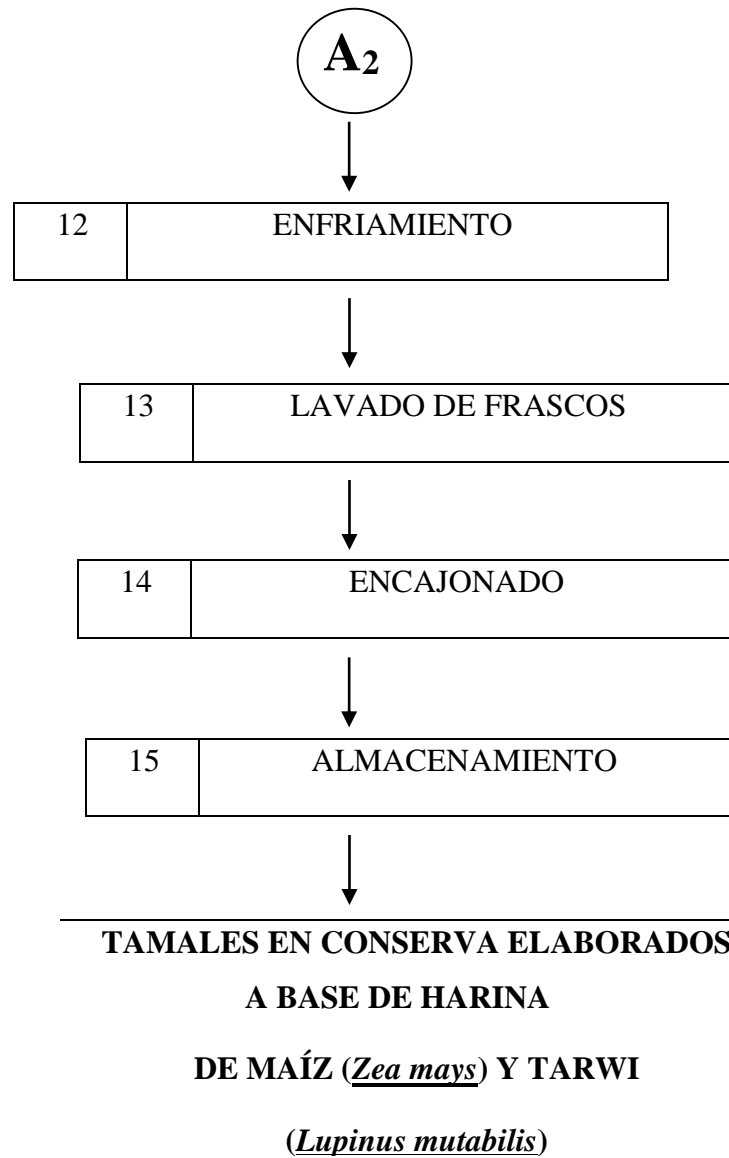 A2
12 ENFRIAMIENTO
13 LAVADO DE FRASCOS
14 ENCAJONADO
15 ALMACENAMIENTO
TAMALES EN CONSERVA ELABORADOS
A BASE DE HARINA
DE MAÍZ (Zea mays) Y TARWI
(Lupinus mutabilis)